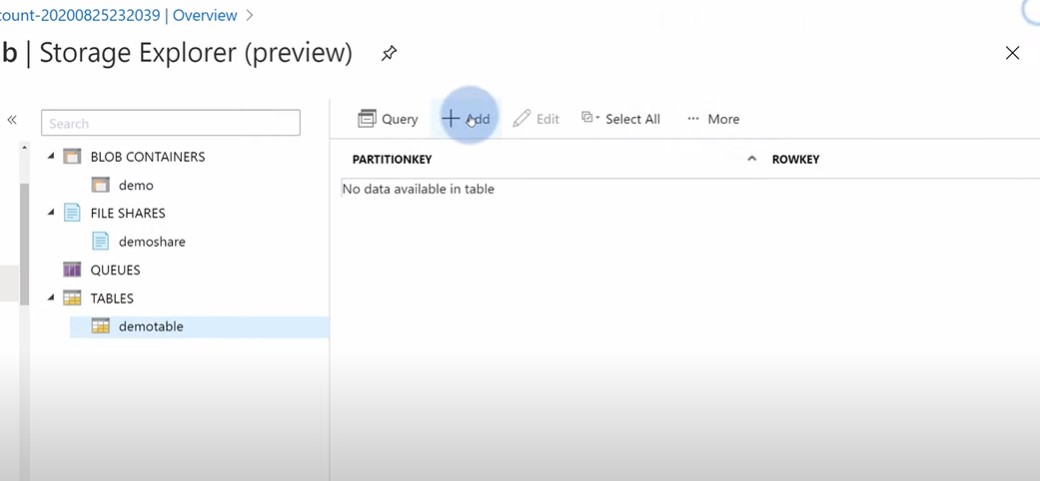 count-20200825232039 | Overview
b | Storage Explorer (preview)
Search
BLOB CONTAINERS
demo
FILE SHARES
demoshare
QUEUES
TABLES
demotable
Query Add Edit Select All More
PARTITIONKEY ROWKEY
No data available in table